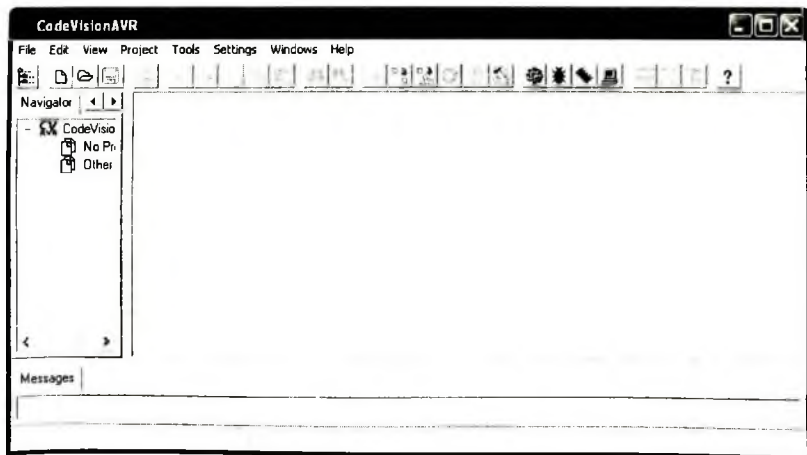 CodeVisionAVR
File Edit View Project Tools Settings Windows Help
?
Navigator
CodeVisio
No Pr
Other
Messages